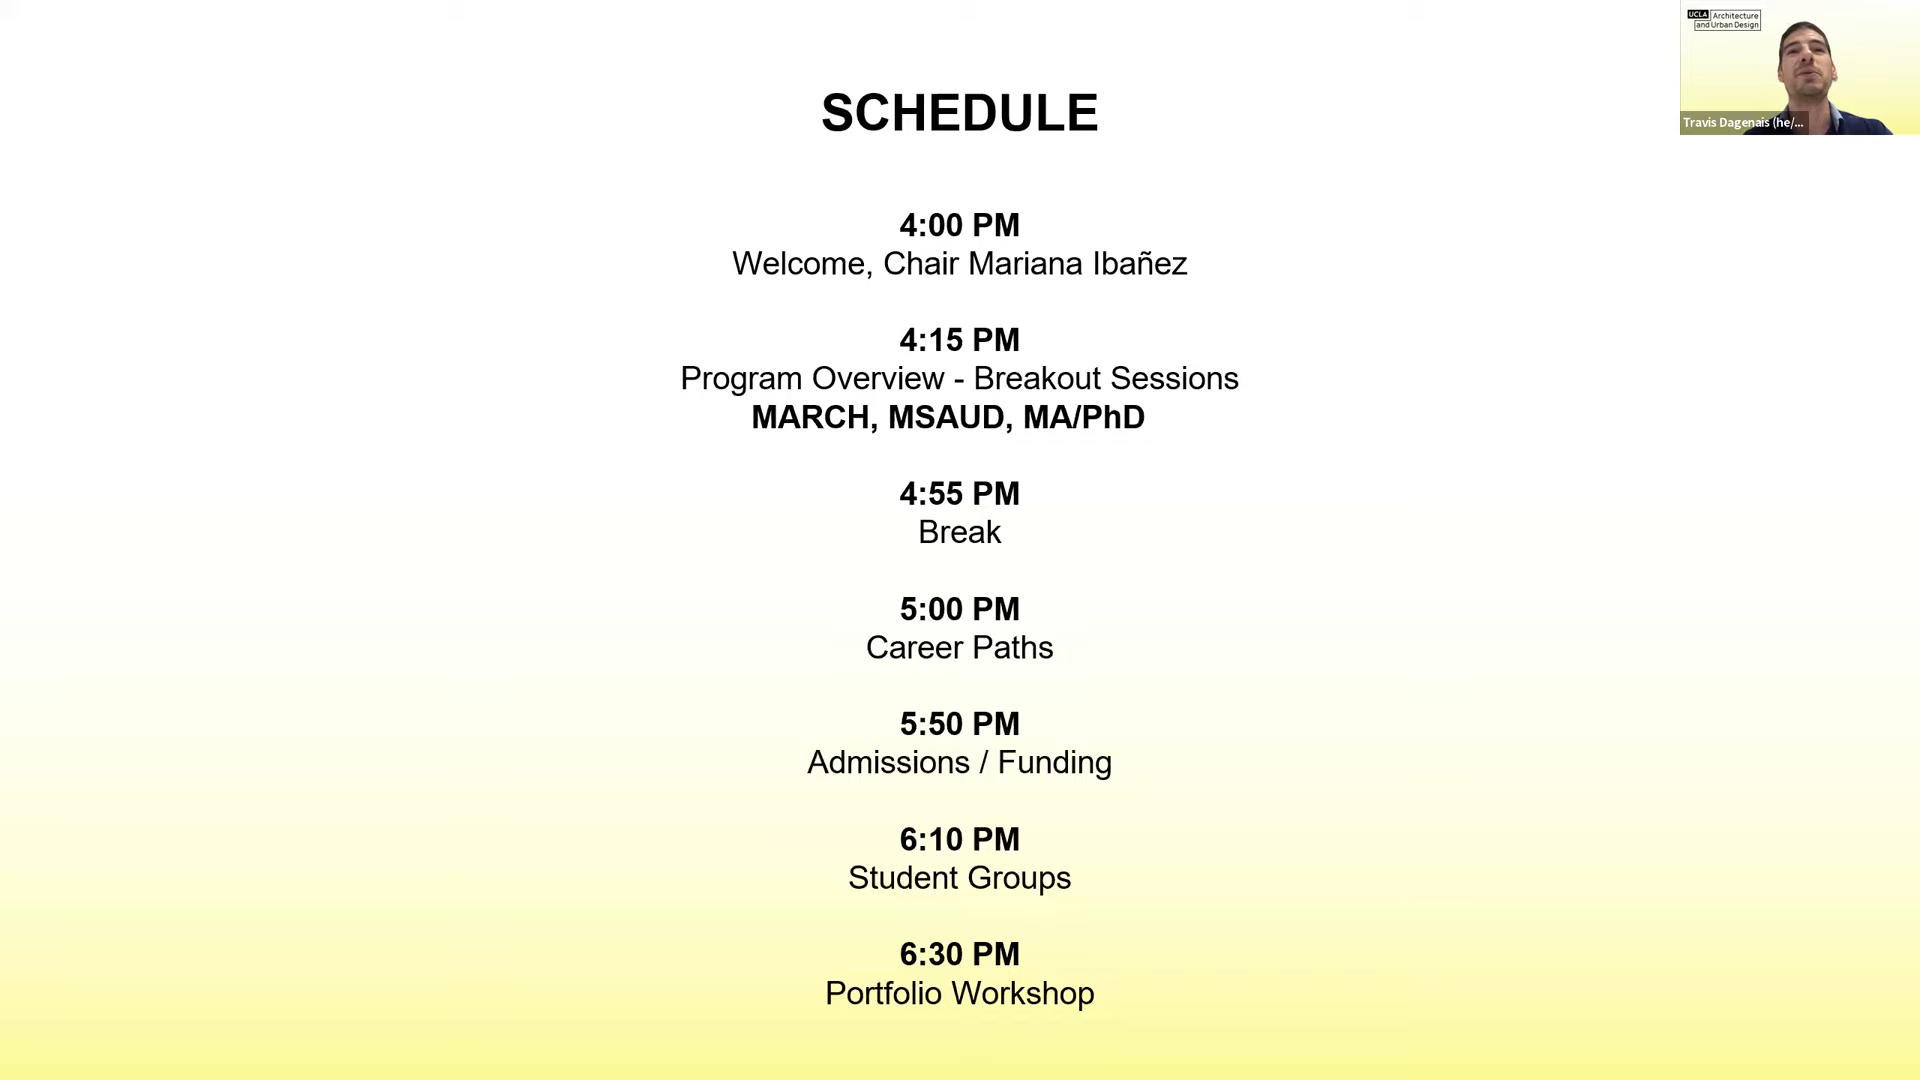 SCHEDULE
4:00 PM
Welcome, Chair Mariana Ibañez
4:15 PM
Program Overview - Breakout Sessions
MARCH, MSAUD, MA/PhD
4:55 PM
Break
5:00 PM
Career Paths
5:50 PM
Admissions / Funding
6:10 PM
Student Groups
6:30 PM
Portfolio Workshop
UCLA Architecture
and Urban Design
Travis Dagenais (he/...